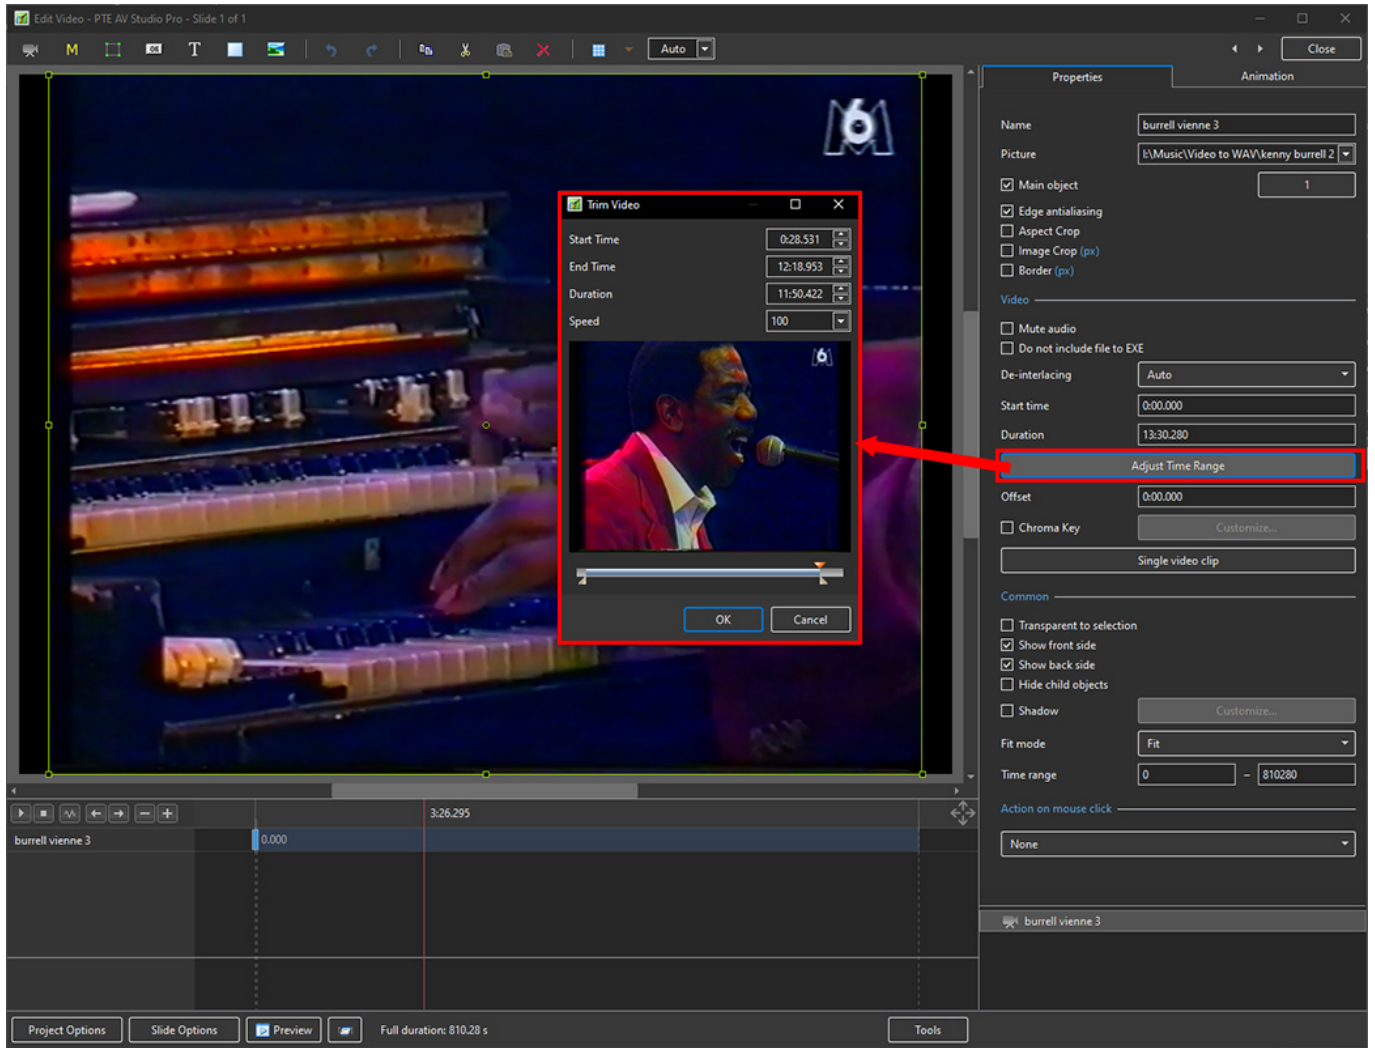 Edit Video - PTE AV Studio Pro - Slide 1 of 1
M
OK
T
Auto
Close
M6
Properties
Animation
Name
burrell vienne 3
Picture
I:\Music\Video to WAV\kenny burrell 2
Main object
1
Edge antialiasing
Aspect Crop
Image Crop (px)
Border (px)
Video
Mute audio
Do not include file to EXE
De-interlacing
Auto
Start time
0:00.000
Duration
13:30.280
Adjust Time Range
Offset
0:00.000
Chroma Key
Customize...
Single video clip
Common
Transparent to selection
Show front side
Show back side
Hide child objects
Shadow
Customize...
Fit mode
Fit
Time range
0
–
810280
Action on mouse click
None
burrell vienne 3
Trim Video
Start Time
0:28.531
End Time
12:18.953
Duration
11:50.422
Speed
100
M6
OK
Cancel
3:26.295
burrell vienne 3
0.000
Project Options
Slide Options
Preview
Full duration: 810.28 s
Tools